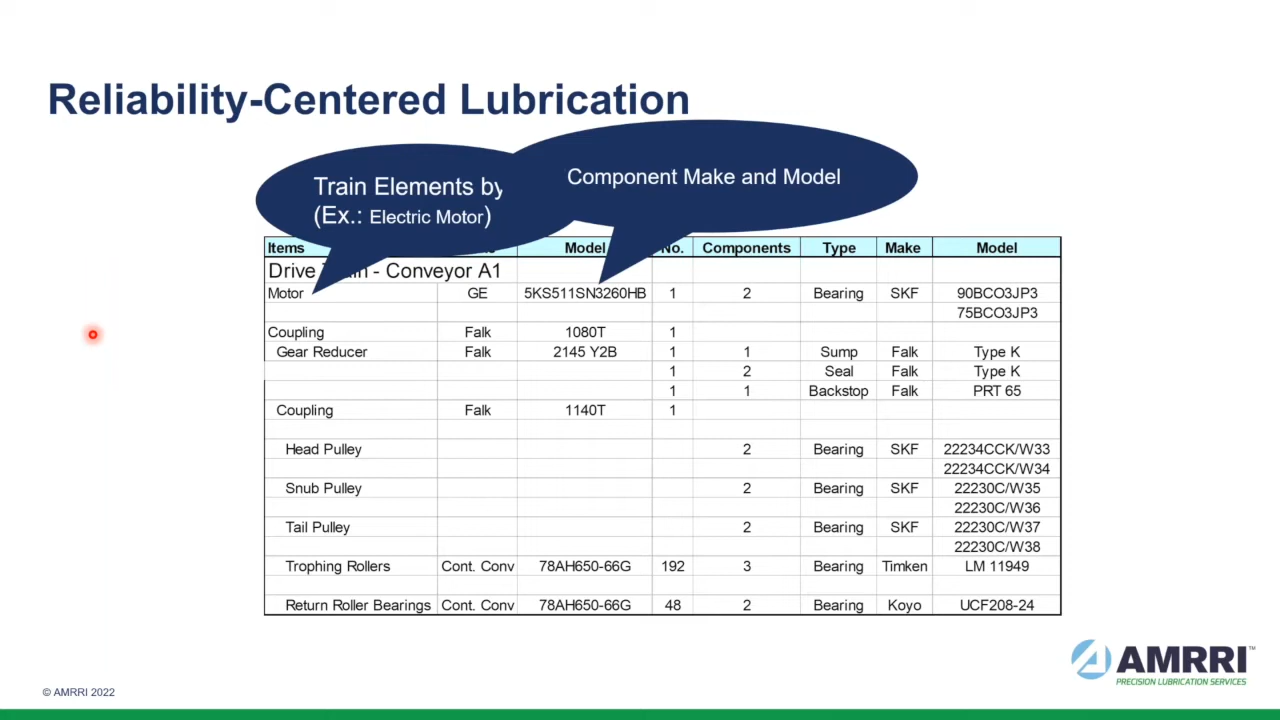 Reliability-Centered Lubrication
Train Elements by
(Ex.: Electric Motor)
Component Make and Model
Items Model No. Components Type Make Model
Drive - Conveyor A1
Motor GE 5KS511SN3260HB 1 2 Bearing SKF 90BCO3JP3
75BCO3JP3
Coupling Falk 1080T 1
Gear Reducer Falk 2145 Y2B 1 1 Sump Falk Type K
1 2 Seal Falk Type K
1 1 Backstop Falk PRT 65
Coupling Falk 1140T 1
Head Pulley 2 Bearing SKF 22234CCK/W33
22234CCK/W34
Snub Pulley 2 Bearing SKF 22230C/W35
22230C/W36
Tail Pulley 2 Bearing SKF 22230C/W37
22230C/W38
Trophing Rollers Cont. Conv 78AH650-66G 192 3 Bearing Timken LM 11949
Return Roller Bearings Cont. Conv 78AH650-66G 48 2 Bearing Koyo UCF208-24
AMRRI™
PRECISION LUBRICATION SERVICES
© AMRRI 2022